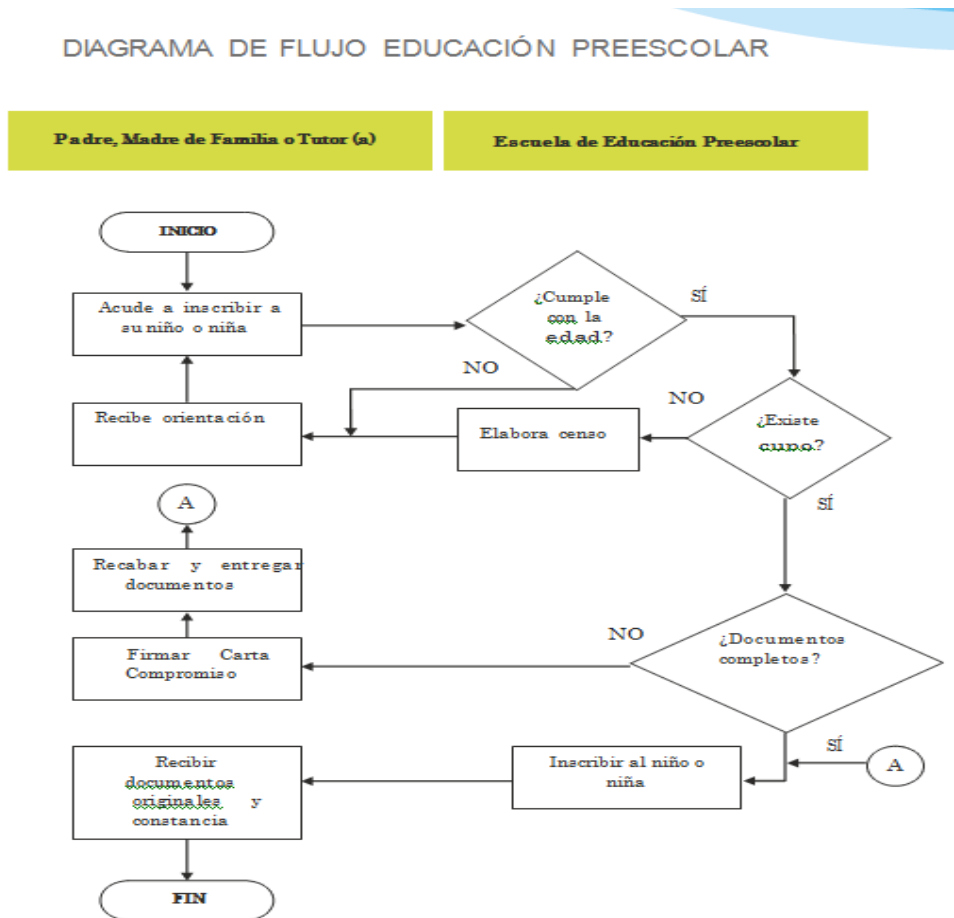 DIAGRAMA DE FLUJO EDUCACIÓN PREESCOLAR
Padre, Madre de Familia o Tutor (a)
Escuela de Educación Preescolar
INICIO
Acude a inscribir a
su niño o niña
¿Cumple
con la
edad?
SÍ
NO
Recibe orientación
Elabora censo
NO
¿Existe
cupo?
SÍ
A
Recabar y entregar
documentos
Firmar Carta
Compromiso
NO
¿Documentos
completos?
SÍ
A
Inscribir al niño o
niña
Recibir
documentos
originales y
constancia
FIN